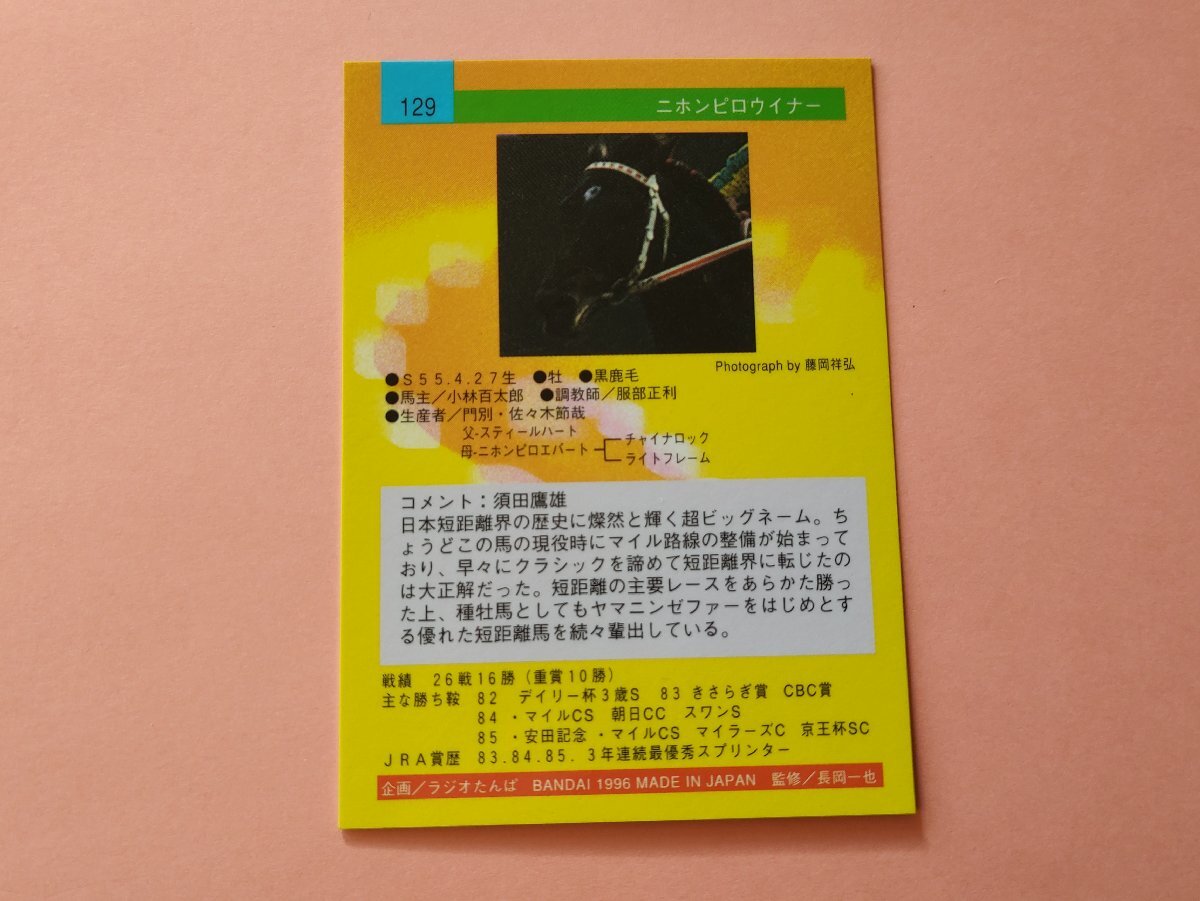 129
ニホンピロウイナー
Photograph by 藤岡祥弘
●S55.4.27生 ●牡 ●黒鹿毛
●馬主／小林百太郎 ●調教師／服部正利
●生産者／門別・佐々木節哉
父-スティールハート
母-ニホンピロエバート
チャイナロック
ライトフレーム
コメント：須田鷹雄
日本短距離界の歴史に燦然と輝く超ビッグネーム。ち
ょうどこの馬の現役時にマイル路線の整備が始まって
おり、早々にクラシックを諦めて短距離界に転じたの
は大正解だった。短距離の主要レースをあらかた勝っ
た上、種牡馬としてもヤマニンゼファーをはじめとす
る優れた短距離馬を続々輩出している。
戦績 26戦16勝（重賞10勝）
主な勝ち鞍 82 デイリー杯3歳S 83 きさらぎ賞 CBC賞
84 ・マイルCS 朝日CC スワンS
85 ・安田記念 ・マイルCS マイラーズC 京王杯SC
JRA賞歴 83.84.85. 3年連続最優秀スプリンター
企画／ラジオたんぱ BANDAI 1996 MADE IN JAPAN 監修／長岡一也